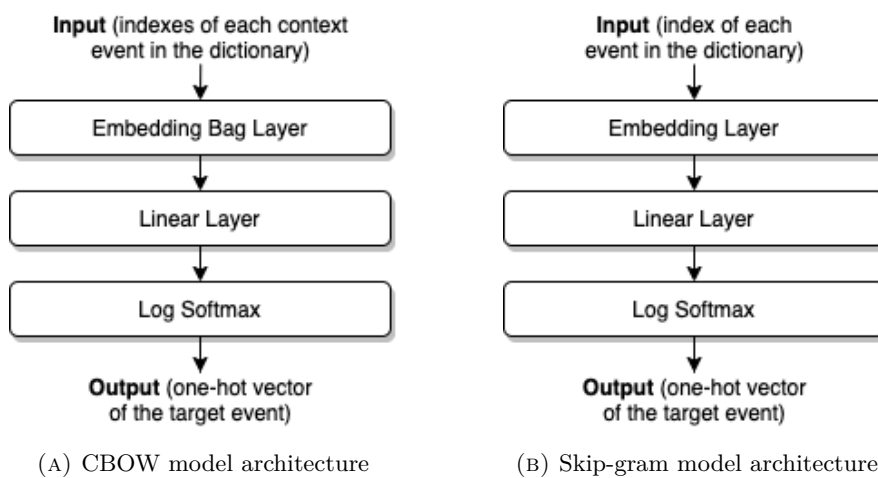 Input (indexes of each context
event in the dictionary)
Embedding Bag Layer
Linear Layer
Log Softmax
Output (one-hot vector
of the target event)
(A) CBOW model architecture
Input (index of each
event in the dictionary)
Embedding Layer
Linear Layer
Log Softmax
Output (one-hot vector
of the target event)
(B) Skip-gram model architecture